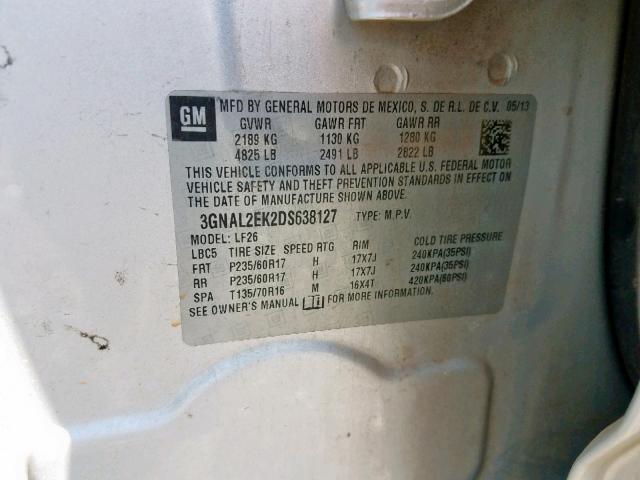 GM
MFD BY GENERAL MOTORS DE MEXICO, S. DE R.L. DE C.V. 05/13
GVWR GAWR FRT GAWR RR
2189 KG 1130 KG 1280 KG
4825 LB 2491 LB 2822 LB
THIS VEHICLE CONFORMS TO ALL APPLICABLE U.S. FEDERAL MOTOR
VEHICLE SAFETY AND THEFT PREVENTION STANDARDS IN EFFECT ON
THE DATE OF MANUFACTURE SHOWN ABOVE.
3GNAL2EK2DS638127 TYPE: M.P.V.
MODEL: LF26
LBC5 TIRE SIZE SPEED RTG RIM COLD TIRE PRESSURE
FRT P235/60R17 H 17X7J 240KPA(35PSI)
RR P235/60R17 H 17X7J 240KPA(35PSI)
SPA T135/70R16 M 16X4T 420KPA(60PSI)
SEE OWNER'S MANUAL FOR MORE INFORMATION.